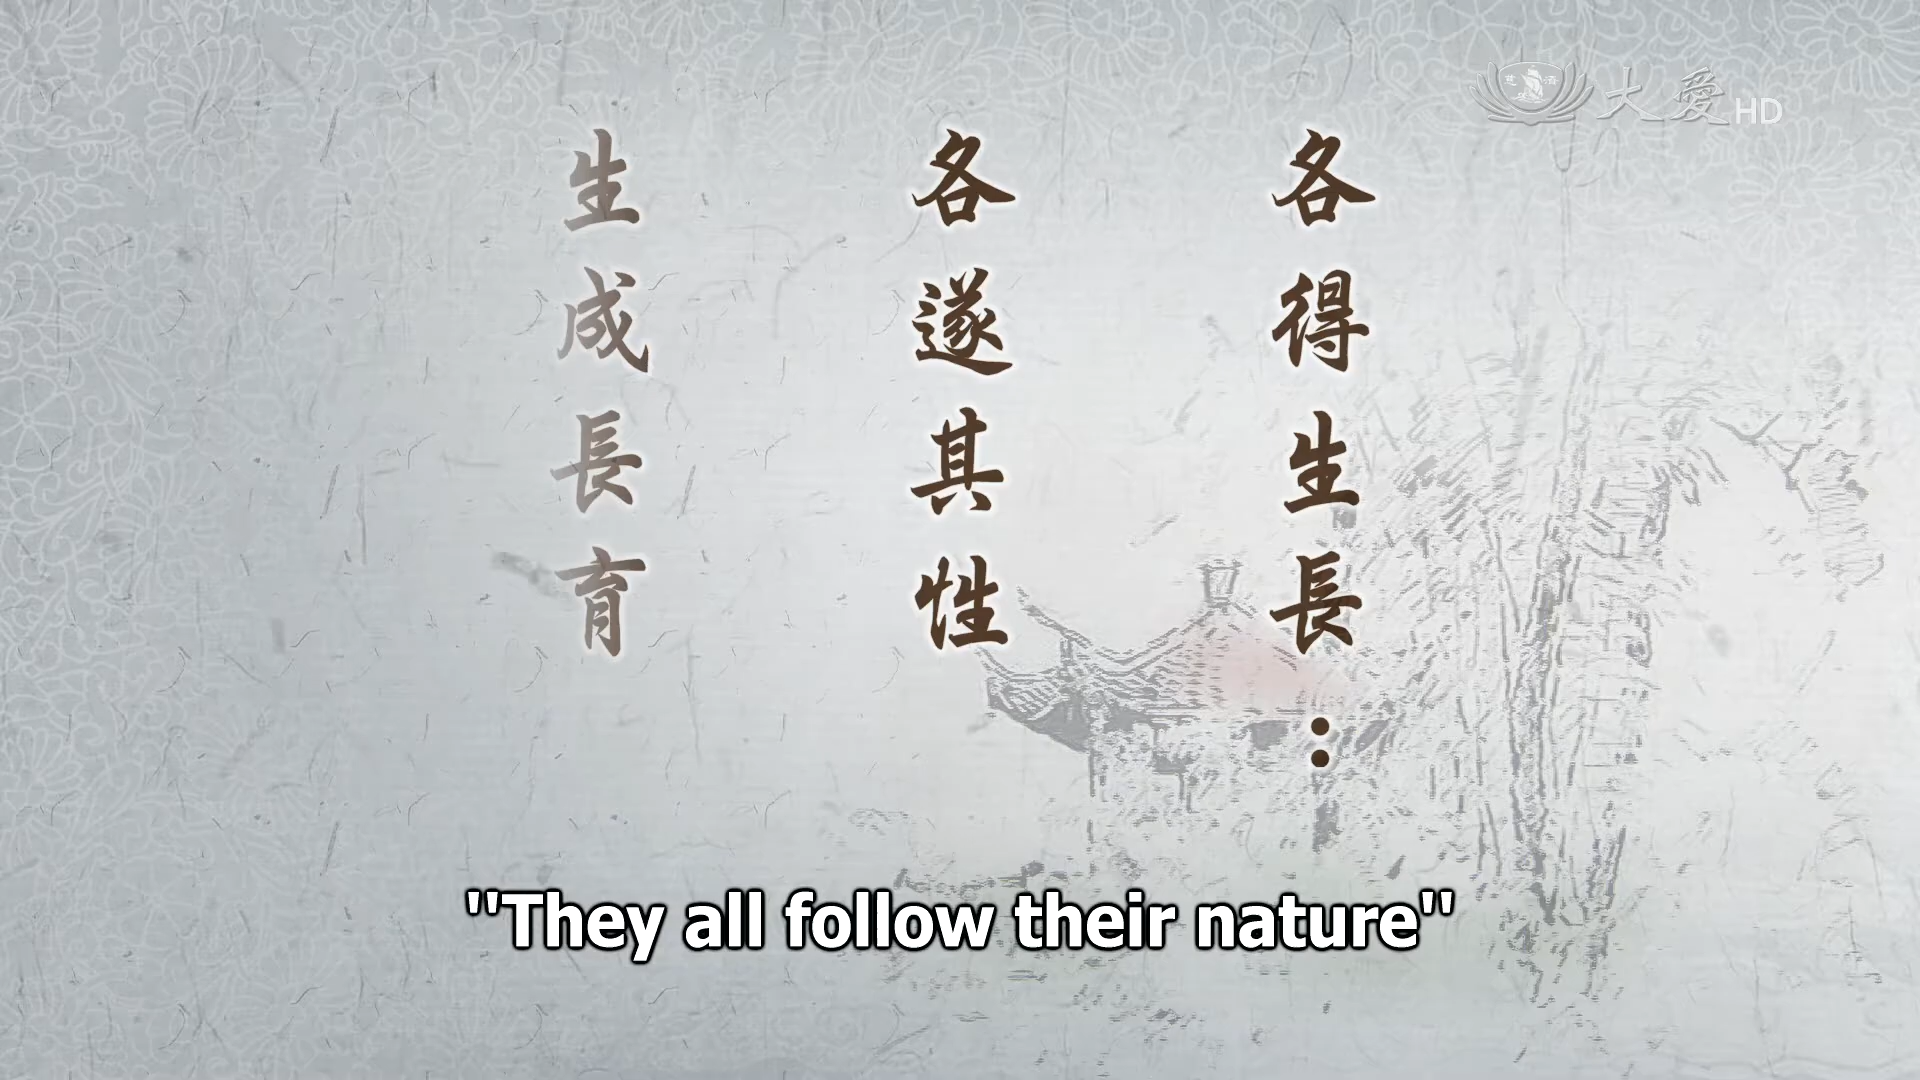 大愛HD
各得生長：
各遂其性
生成長育
"They all follow their nature"